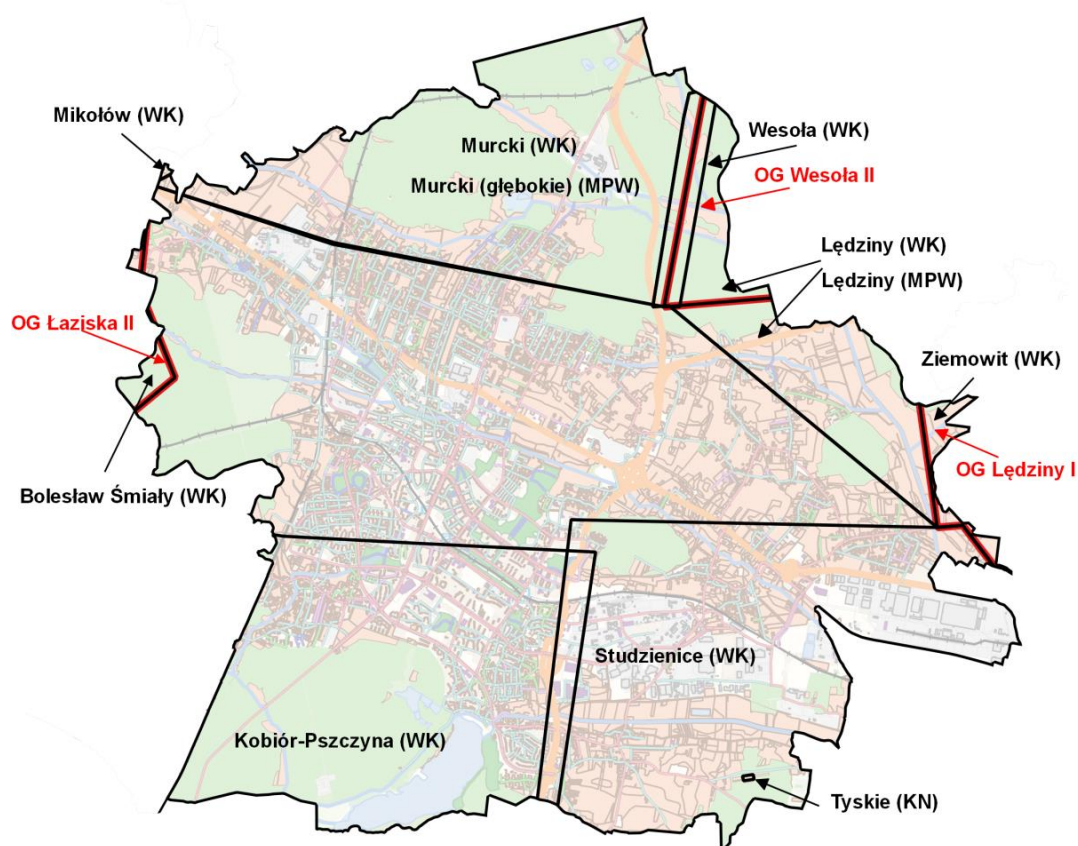 Mikołów (WK)
Murcki (WK)
Wesoła (WK)
OG Wesoła II
Murcki (głębokie) (MPW)
Lędziny (WK)
Lędziny (MPW)
OG Łaziska II
Ziemowit (WK)
OG Lędziny I
Bolesław Śmiały (WK)
Studzienice (WK)
Kobiór-Pszczyna (WK)
Tyskie (KN)